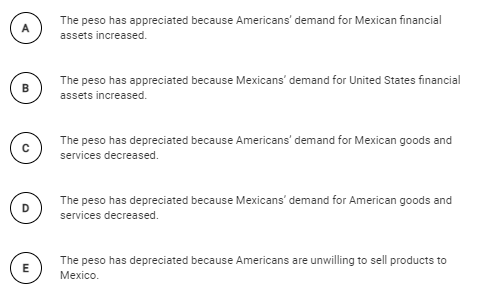 A
The peso has appreciated because Americans' demand for Mexican financial
assets increased.
B
The peso has appreciated because Mexicans' demand for United States financial
assets increased.
C
The peso has depreciated because Americans' demand for Mexican goods and
services decreased.
D
The peso has depreciated because Mexicans' demand for American goods and
services decreased.
E
The peso has depreciated because Americans are unwilling to sell products to
Mexico.